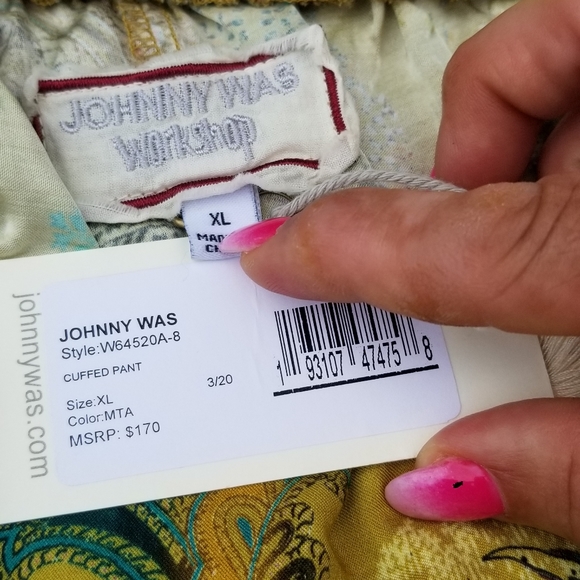 JOHNNY WAS
Workshop
XL
johnnywas.com
JOHNNY WAS
Style:W64520A-8
CUFFED PANT
3/20
Size:XL
Color:MTA
MSRP: $170
1 93107 47475 8